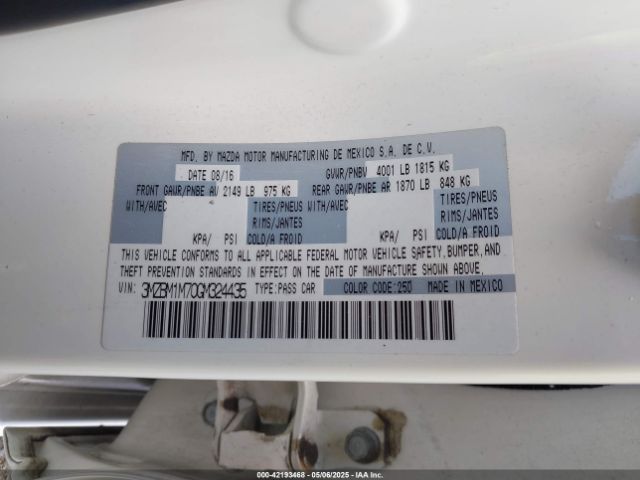 MFD. BY MAZDA MOTOR MANUFACTURING DE MEXICO S.A. DE C.V.
DATE 08/16 GVWR/PNBV 4001 LB 1815 KG
FRONT GAWR/PNBE AV 2149 LB 975 KG REAR GAWR/PNBE AR 1870 LB 848 KG
WITH/AVEC TIRES/PNEUS WITH/AVEC TIRES/PNEUS
RIMS/JANTES RIMS/JANTES
KPA/ PSI COLD/A FROID KPA/ PSI COLD/A FROID
THIS VEHICLE CONFORMS TO ALL APPLICABLE FEDERAL MOTOR VEHICLE SAFETY, BUMPER, AND
THEFT PREVENTION STANDARDS IN EFFECT ON THE DATE OF MANUFACTURE SHOWN ABOVE.
VIN: 3MZBM1M70GM324435 TYPE: PASS CAR COLOR CODE: 25D MADE IN MEXICO
000-42193468 - 05/06/2025 - IAAI.com